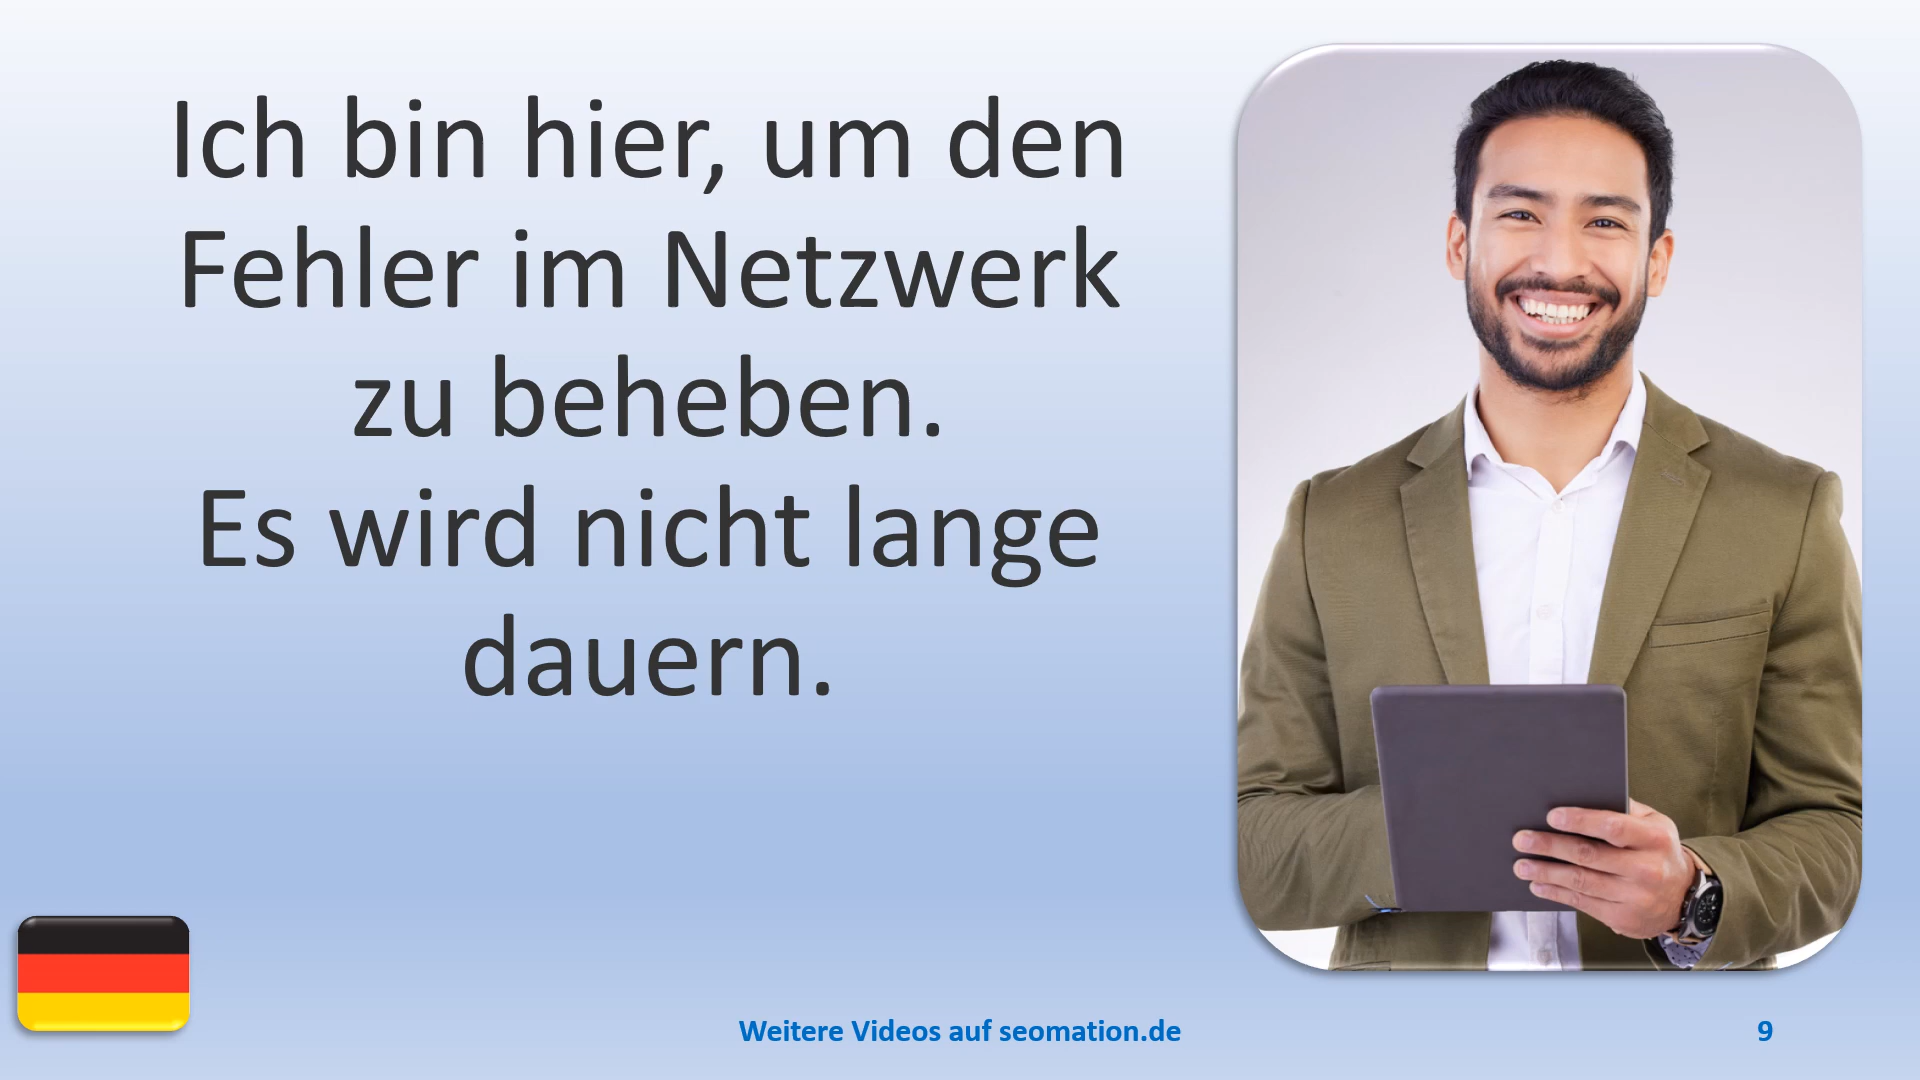 Ich bin hier, um den
Fehler im Netzwerk
zu beheben.
Es wird nicht lange
dauern.
Weitere Videos auf seomation.de
9